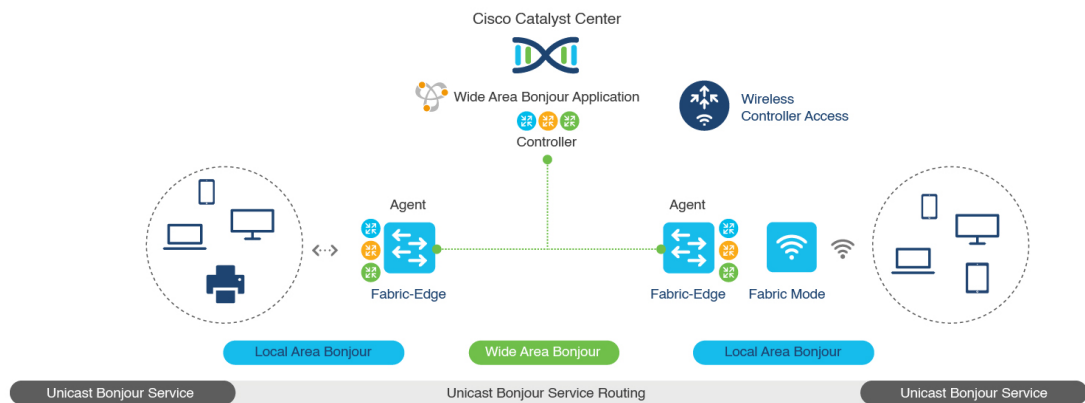 Cisco Catalyst Center
Wide Area Bonjour Application
Controller
Wireless
Controller Access
Agent
Agent
Fabric-Edge
Fabric-Edge
Fabric Mode
Local Area Bonjour
Wide Area Bonjour
Local Area Bonjour
Unicast Bonjour Service
Unicast Bonjour Service Routing
Unicast Bonjour Service